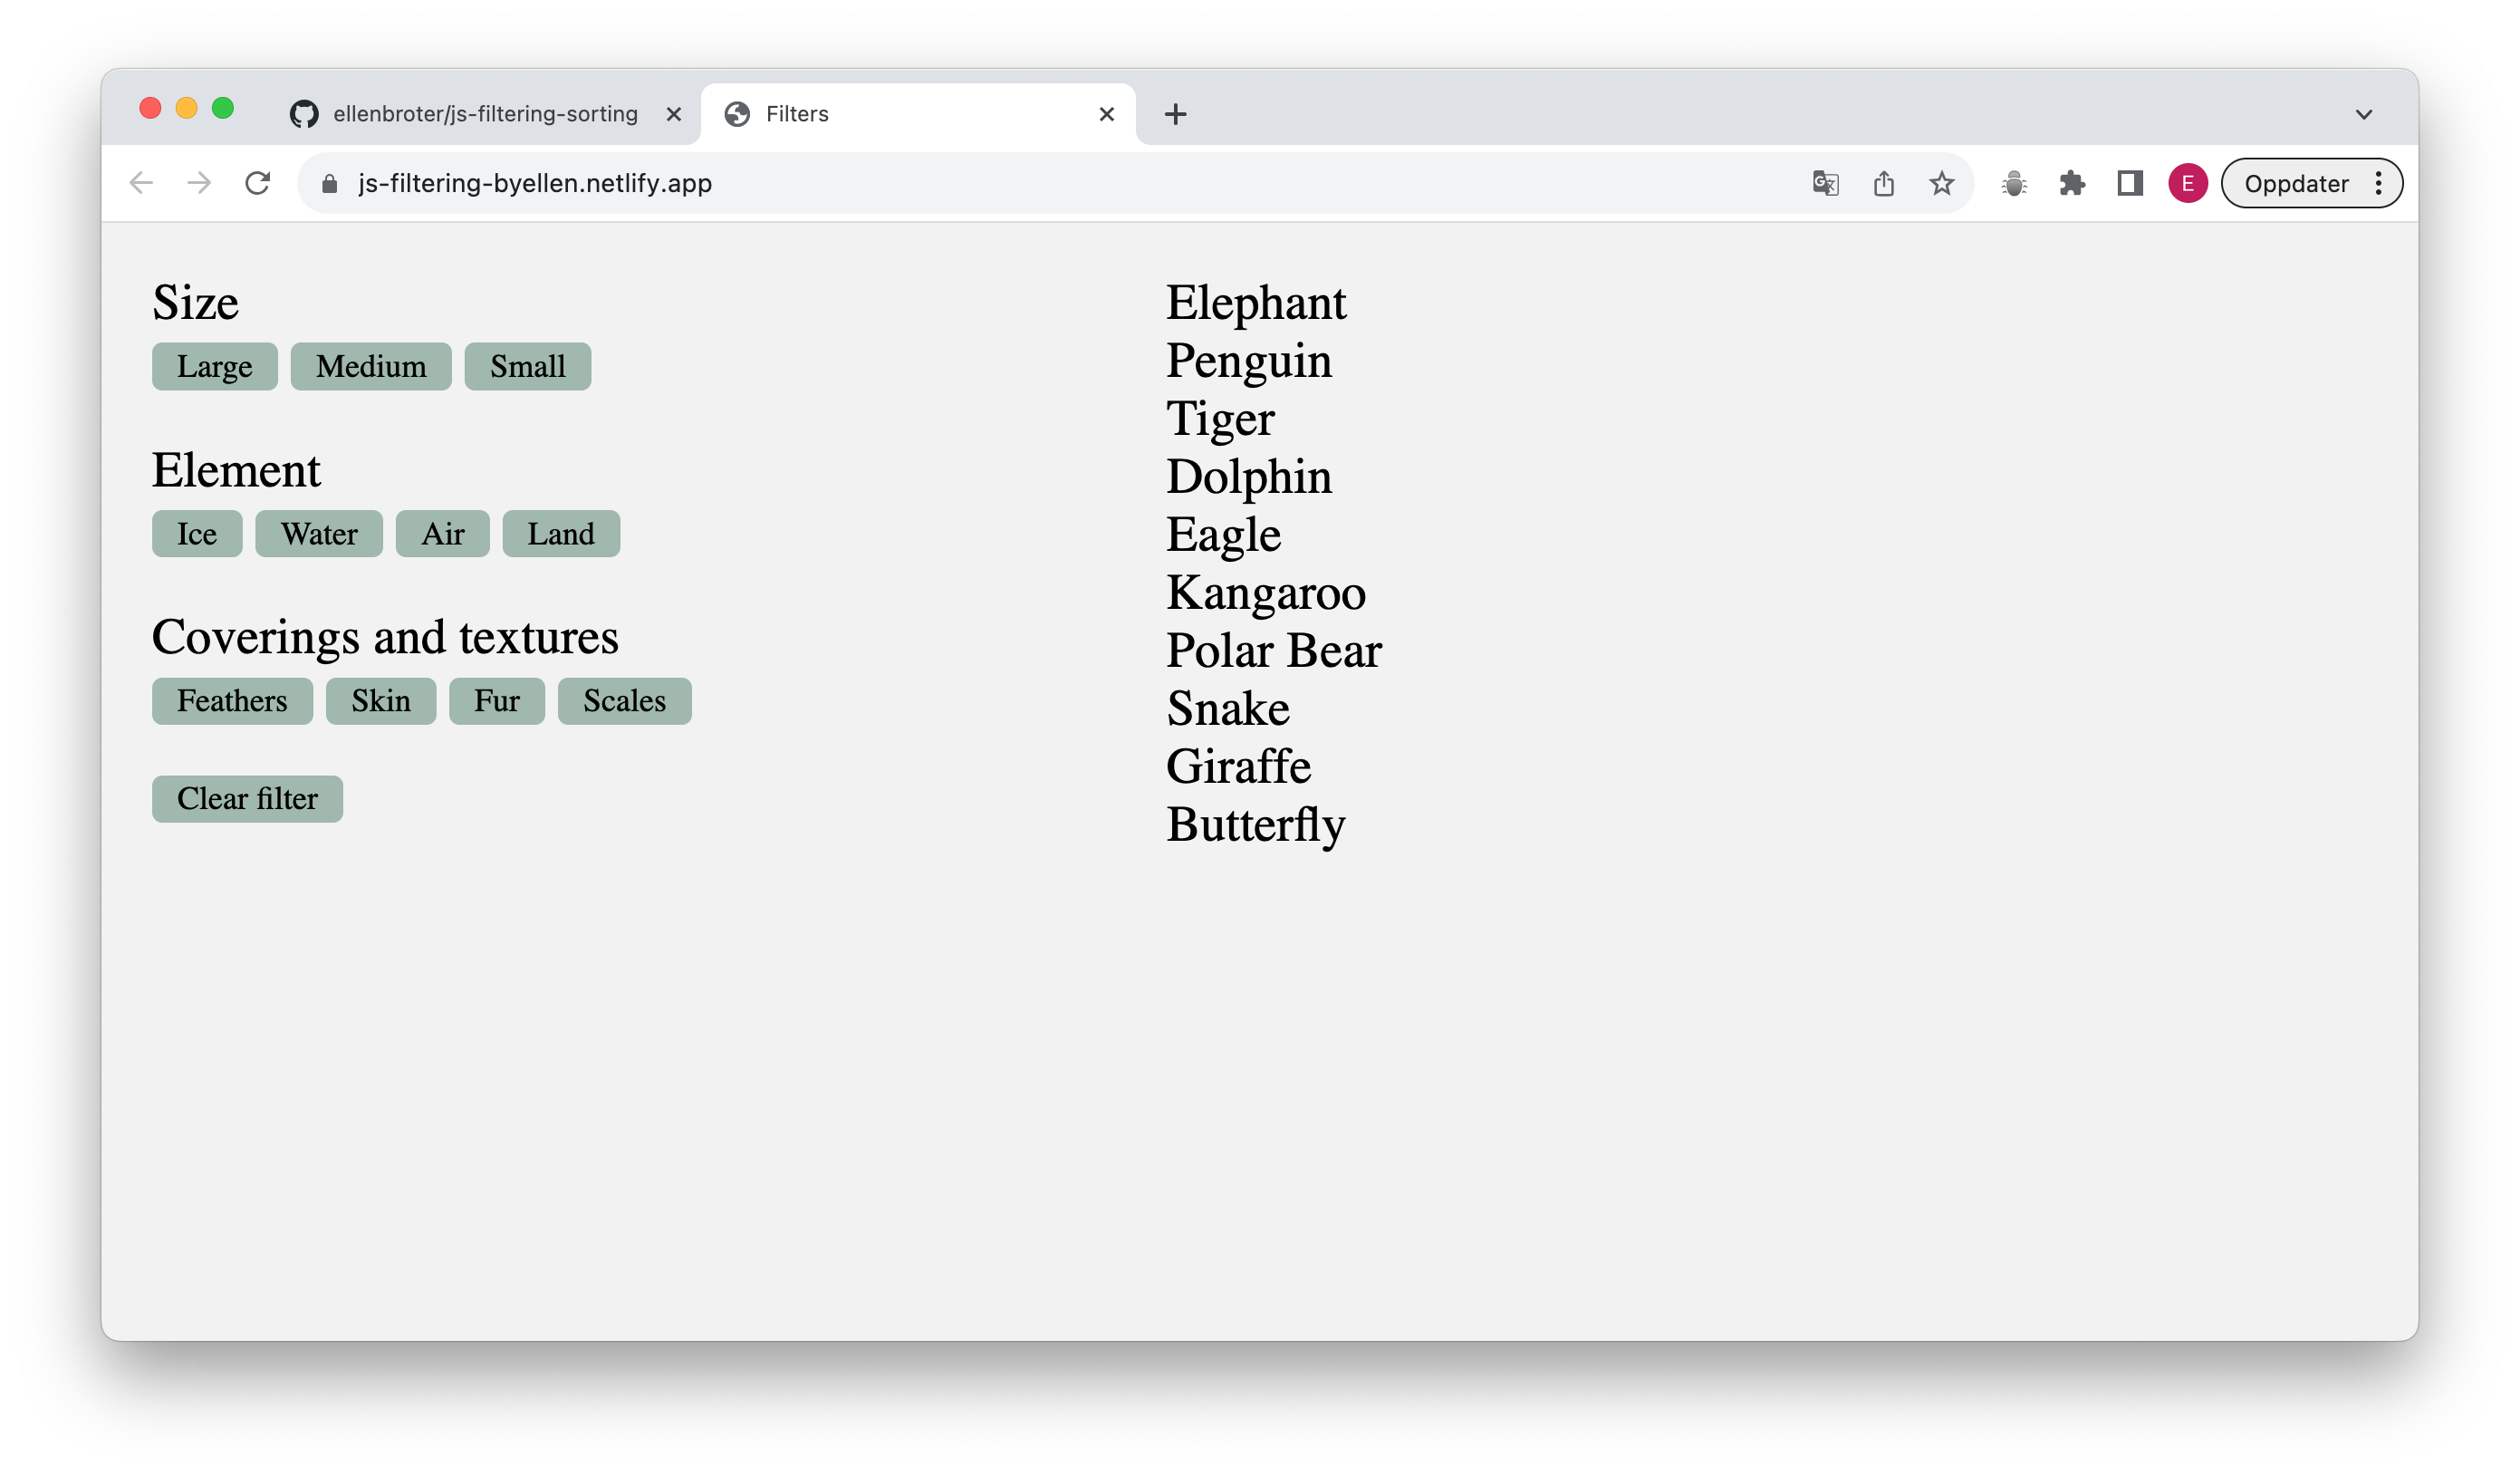 ellenbroter/js-filtering-sorting
Filters
js-filtering-byellen.netlify.app
E
Oppdater
Size
Large Medium Small
Element
Ice Water Air Land
Coverings and textures
Feathers Skin Fur Scales
Clear filter
Elephant
Penguin
Tiger
Dolphin
Eagle
Kangaroo
Polar Bear
Snake
Giraffe
Butterfly